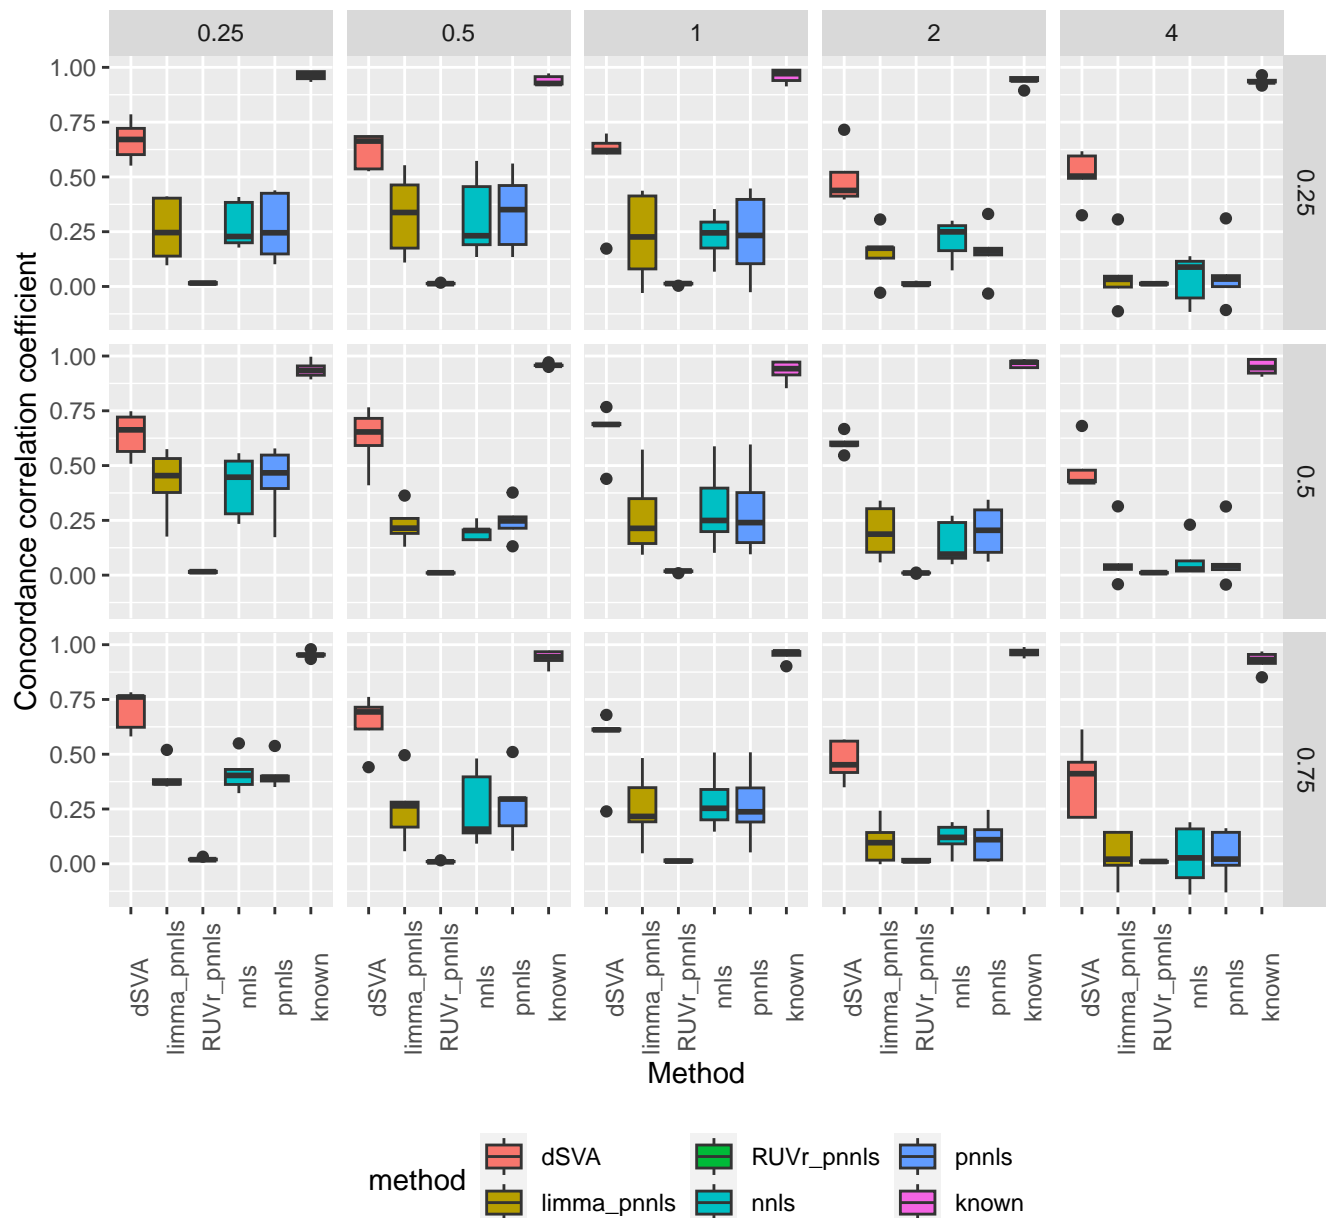 0.25 0.5 1 2 4
1.00
0.75
0.50
0.25
0.00
0.25
1.00
0.75
0.50
0.25
0.00
0.5
1.00
0.75
0.50
0.25
0.00
0.75
Concordance correlation coefficient
dSVA limma_pnnls RUVr_pnnls nnls pnnls known
dSVA limma_pnnls RUVr_pnnls nnls pnnls known
dSVA limma_pnnls RUVr_pnnls nnls pnnls known
dSVA limma_pnnls RUVr_pnnls nnls pnnls known
dSVA limma_pnnls RUVr_pnnls nnls pnnls known
Method
method
dSVA RUVr_pnnls pnnls
limma_pnnls nnls known